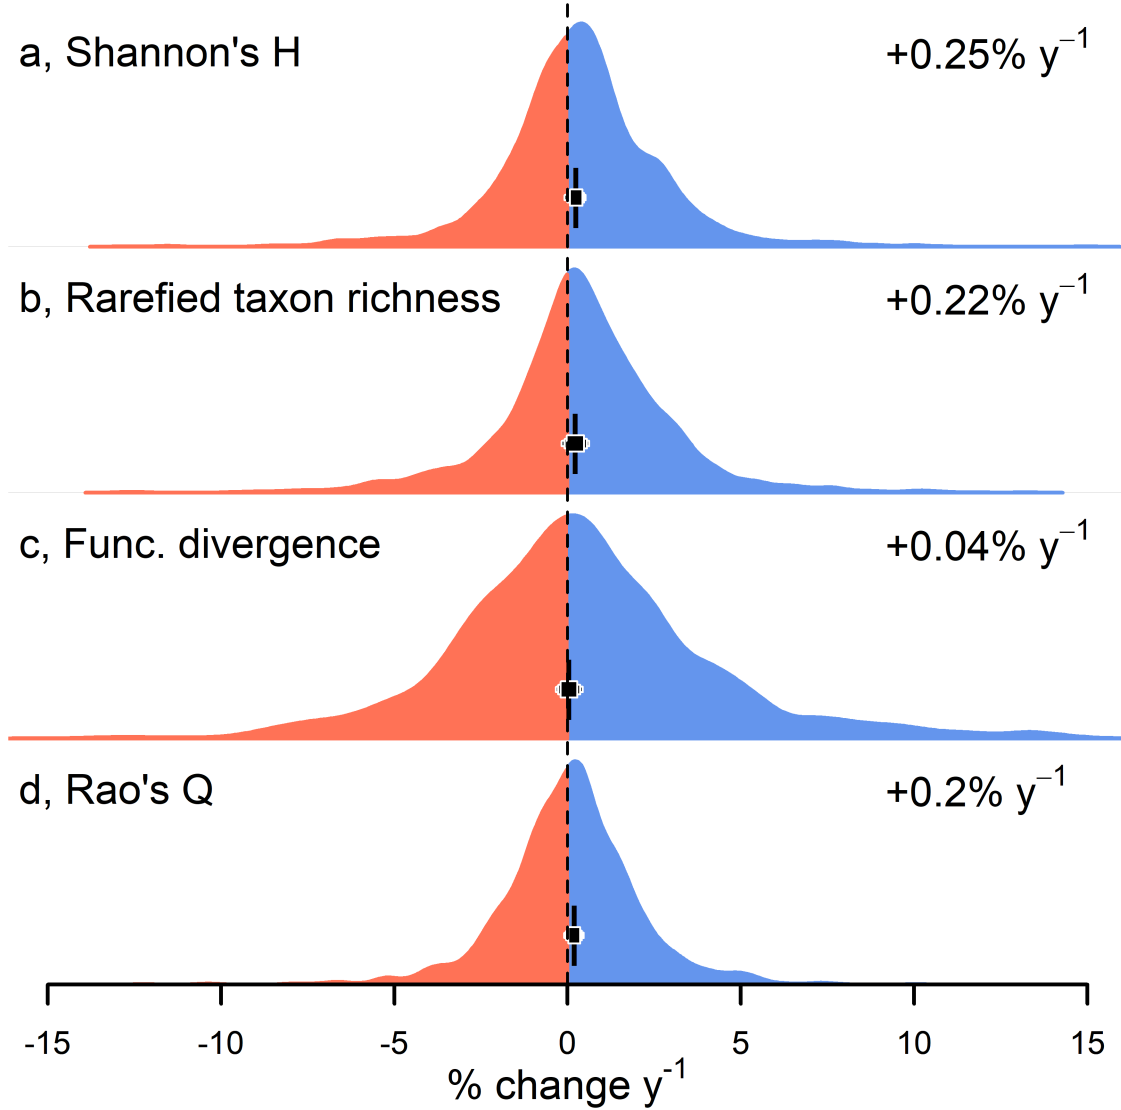 a, Shannon's H
+0.25% y⁻¹
b, Rarefied taxon richness
+0.22% y⁻¹
c, Func. divergence
+0.04% y⁻¹
d, Rao's Q
+0.2% y⁻¹
-15 -10 -5 0 5 10 15
% change y⁻¹